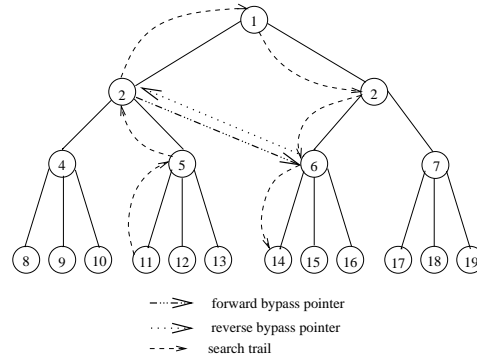 1
2 2
4 5 6 7
8 9 10 11 12 13 14 15 16 17 18 19
forward bypass pointer
reverse bypass pointer
search trail